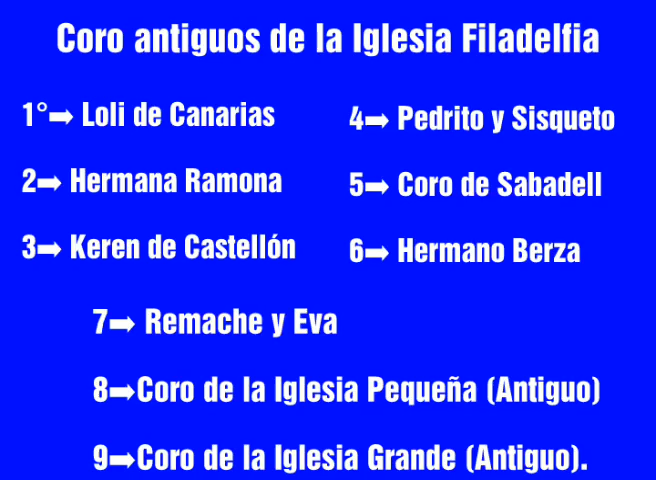 Coro antiguos de la Iglesia Filadelfia
1°➡ Loli de Canarias
2➡ Hermana Ramona
3➡ Keren de Castellón
4➡ Pedrito y Sisqueto
5➡ Coro de Sabadell
6➡ Hermano Berza
7➡ Remache y Eva
8➡Coro de la Iglesia Pequeña (Antiguo)
9➡Coro de la Iglesia Grande (Antiguo).